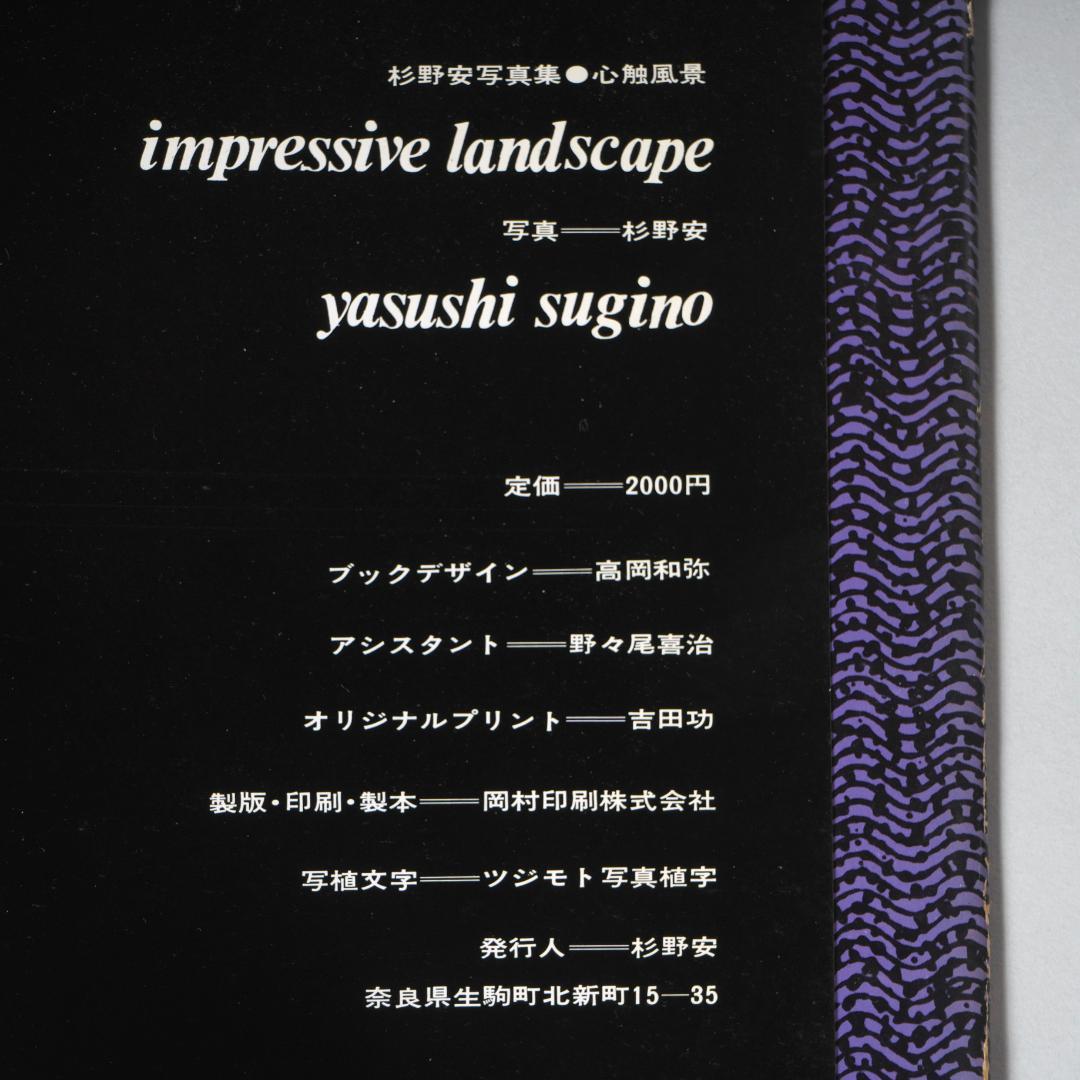 杉野安写真集●心触風景
impressive landscape
写真══杉野安
yasushi sugino
定価══2000円
ブックデザイン══高岡和弥
アシスタント══野々尾喜治
オリジナルプリント══吉田功
製版・印刷・製本══岡村印刷株式会社
写植文字══ツジモト写真植字
発行人══杉野安
奈良県生駒町北新町15—35